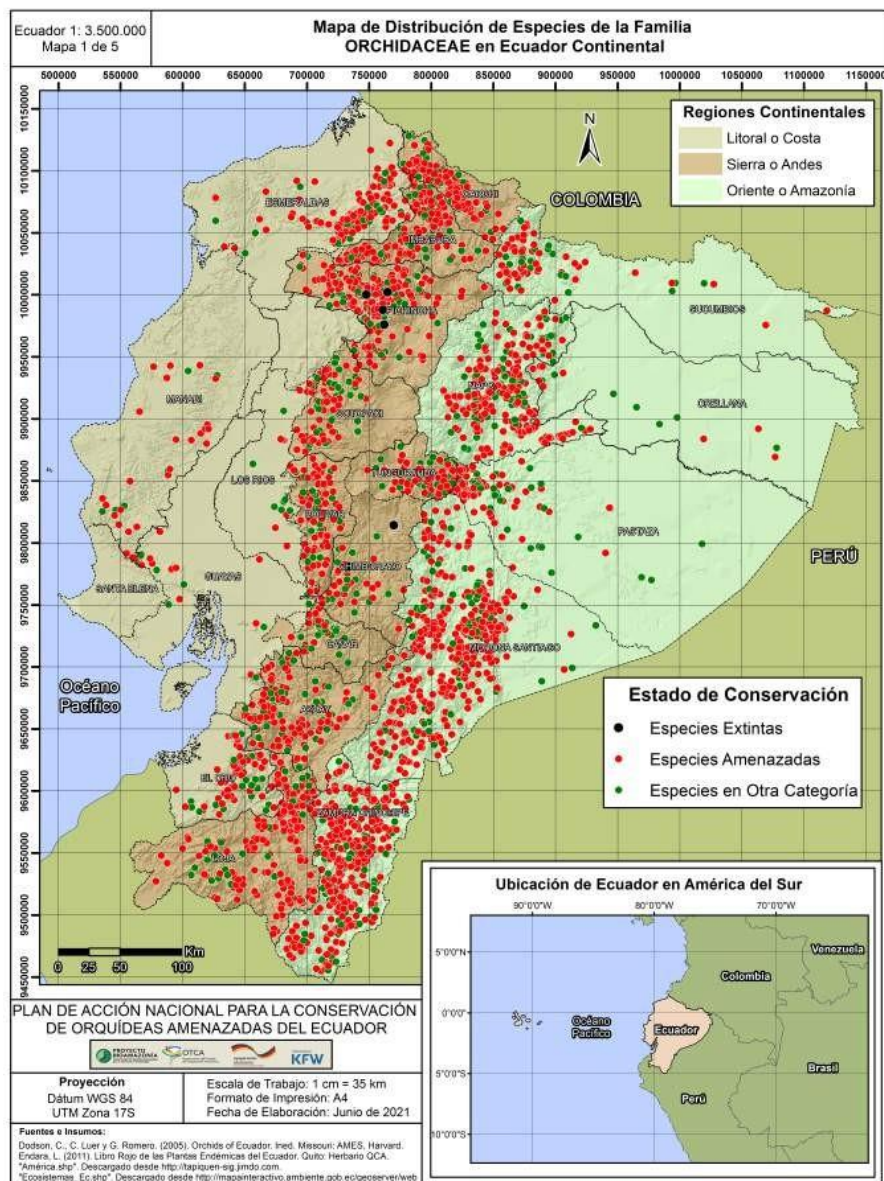 Ecuador 1: 3.500.000
Mapa 1 de 5
Mapa de Distribución de Especies de la Familia
ORCHIDACEAE en Ecuador Continental
500000 550000 600000 650000 700000 750000 800000 850000 900000 950000 1000000 1050000 1100000 1150000
10150000
10100000
10050000
10000000
9950000
9900000
9850000
9800000
9750000
9700000
9650000
9600000
9550000
9500000
9450000
Regiones Continentales
Litoral o Costa
Sierra o Andes
Oriente o Amazonía
N
COLOMBIA
ESMERALDAS
CARCHI
IMBABURA
PICHINCHA
SUCUMBIOS
MANABI
NAPO
ORELLANA
COTOPAXI
LOS RIOS
TUNGURAHUA
BOLIVAR
PASTAZA
PERÚ
CHIMBORAZO
SANTA ELENA
GUAYAS
CAÑAR
MORONA SANTIAGO
Océano
Pacífico
AZUAY
EL ORO
ZAMORA CHINCHIPE
LOJA
Estado de Conservación
Especies Extintas
Especies Amenazadas
Especies en Otra Categoría
Km
0 25 50 100
Ubicación de Ecuador en América del Sur
90°0'0"W 80°0'0"W 70°0'0"W
5°0'0"N
0°0'0"
5°0'0"S
10°0'0"S
Venezuela
Colombia
Océano
Pacífico
Ecuador
Brasil
Perú
PLAN DE ACCIÓN NACIONAL PARA LA CONSERVACIÓN
DE ORQUÍDEAS AMENAZADAS DEL ECUADOR
PROYECTO
BIOAMAZONÍA
OTCA
KFW
Proyección
Dátum WGS 84
UTM Zona 17S
Escala de Trabajo: 1 cm = 35 km
Formato de Impresión: A4
Fecha de Elaboración: Junio de 2021
Fuentes e Insumos:
Dodson, C., C. Luer y G. Romero. (2005). Orchids of Ecuador. Ined. Missouri: AMES, Harvard.
Endara, L. (2011). Libro Rojo de las Plantas Endémicas del Ecuador. Quito: Herbario QCA.
"América.shp". Descargado desde http://tapiquen-sig.jimdo.com.
"Ecosistemas_Ec.shp". Descargado desde http://mapainteractivo.ambiente.gob.ec/geoserver/web